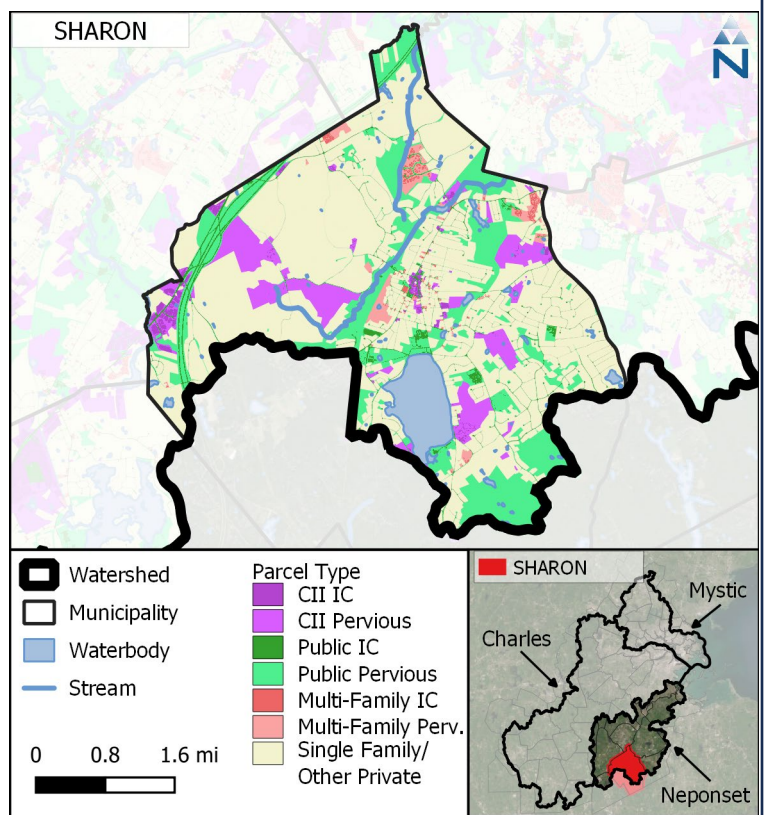 SHARON
N
Watershed
Municipality
Waterbody
Stream
0 0.8 1.6 mi
Parcel Type
CII IC
CII Pervious
Public IC
Public Pervious
Multi-Family IC
Multi-Family Perv.
Single Family/
Other Private
SHARON
Mystic
Charles
Neponset